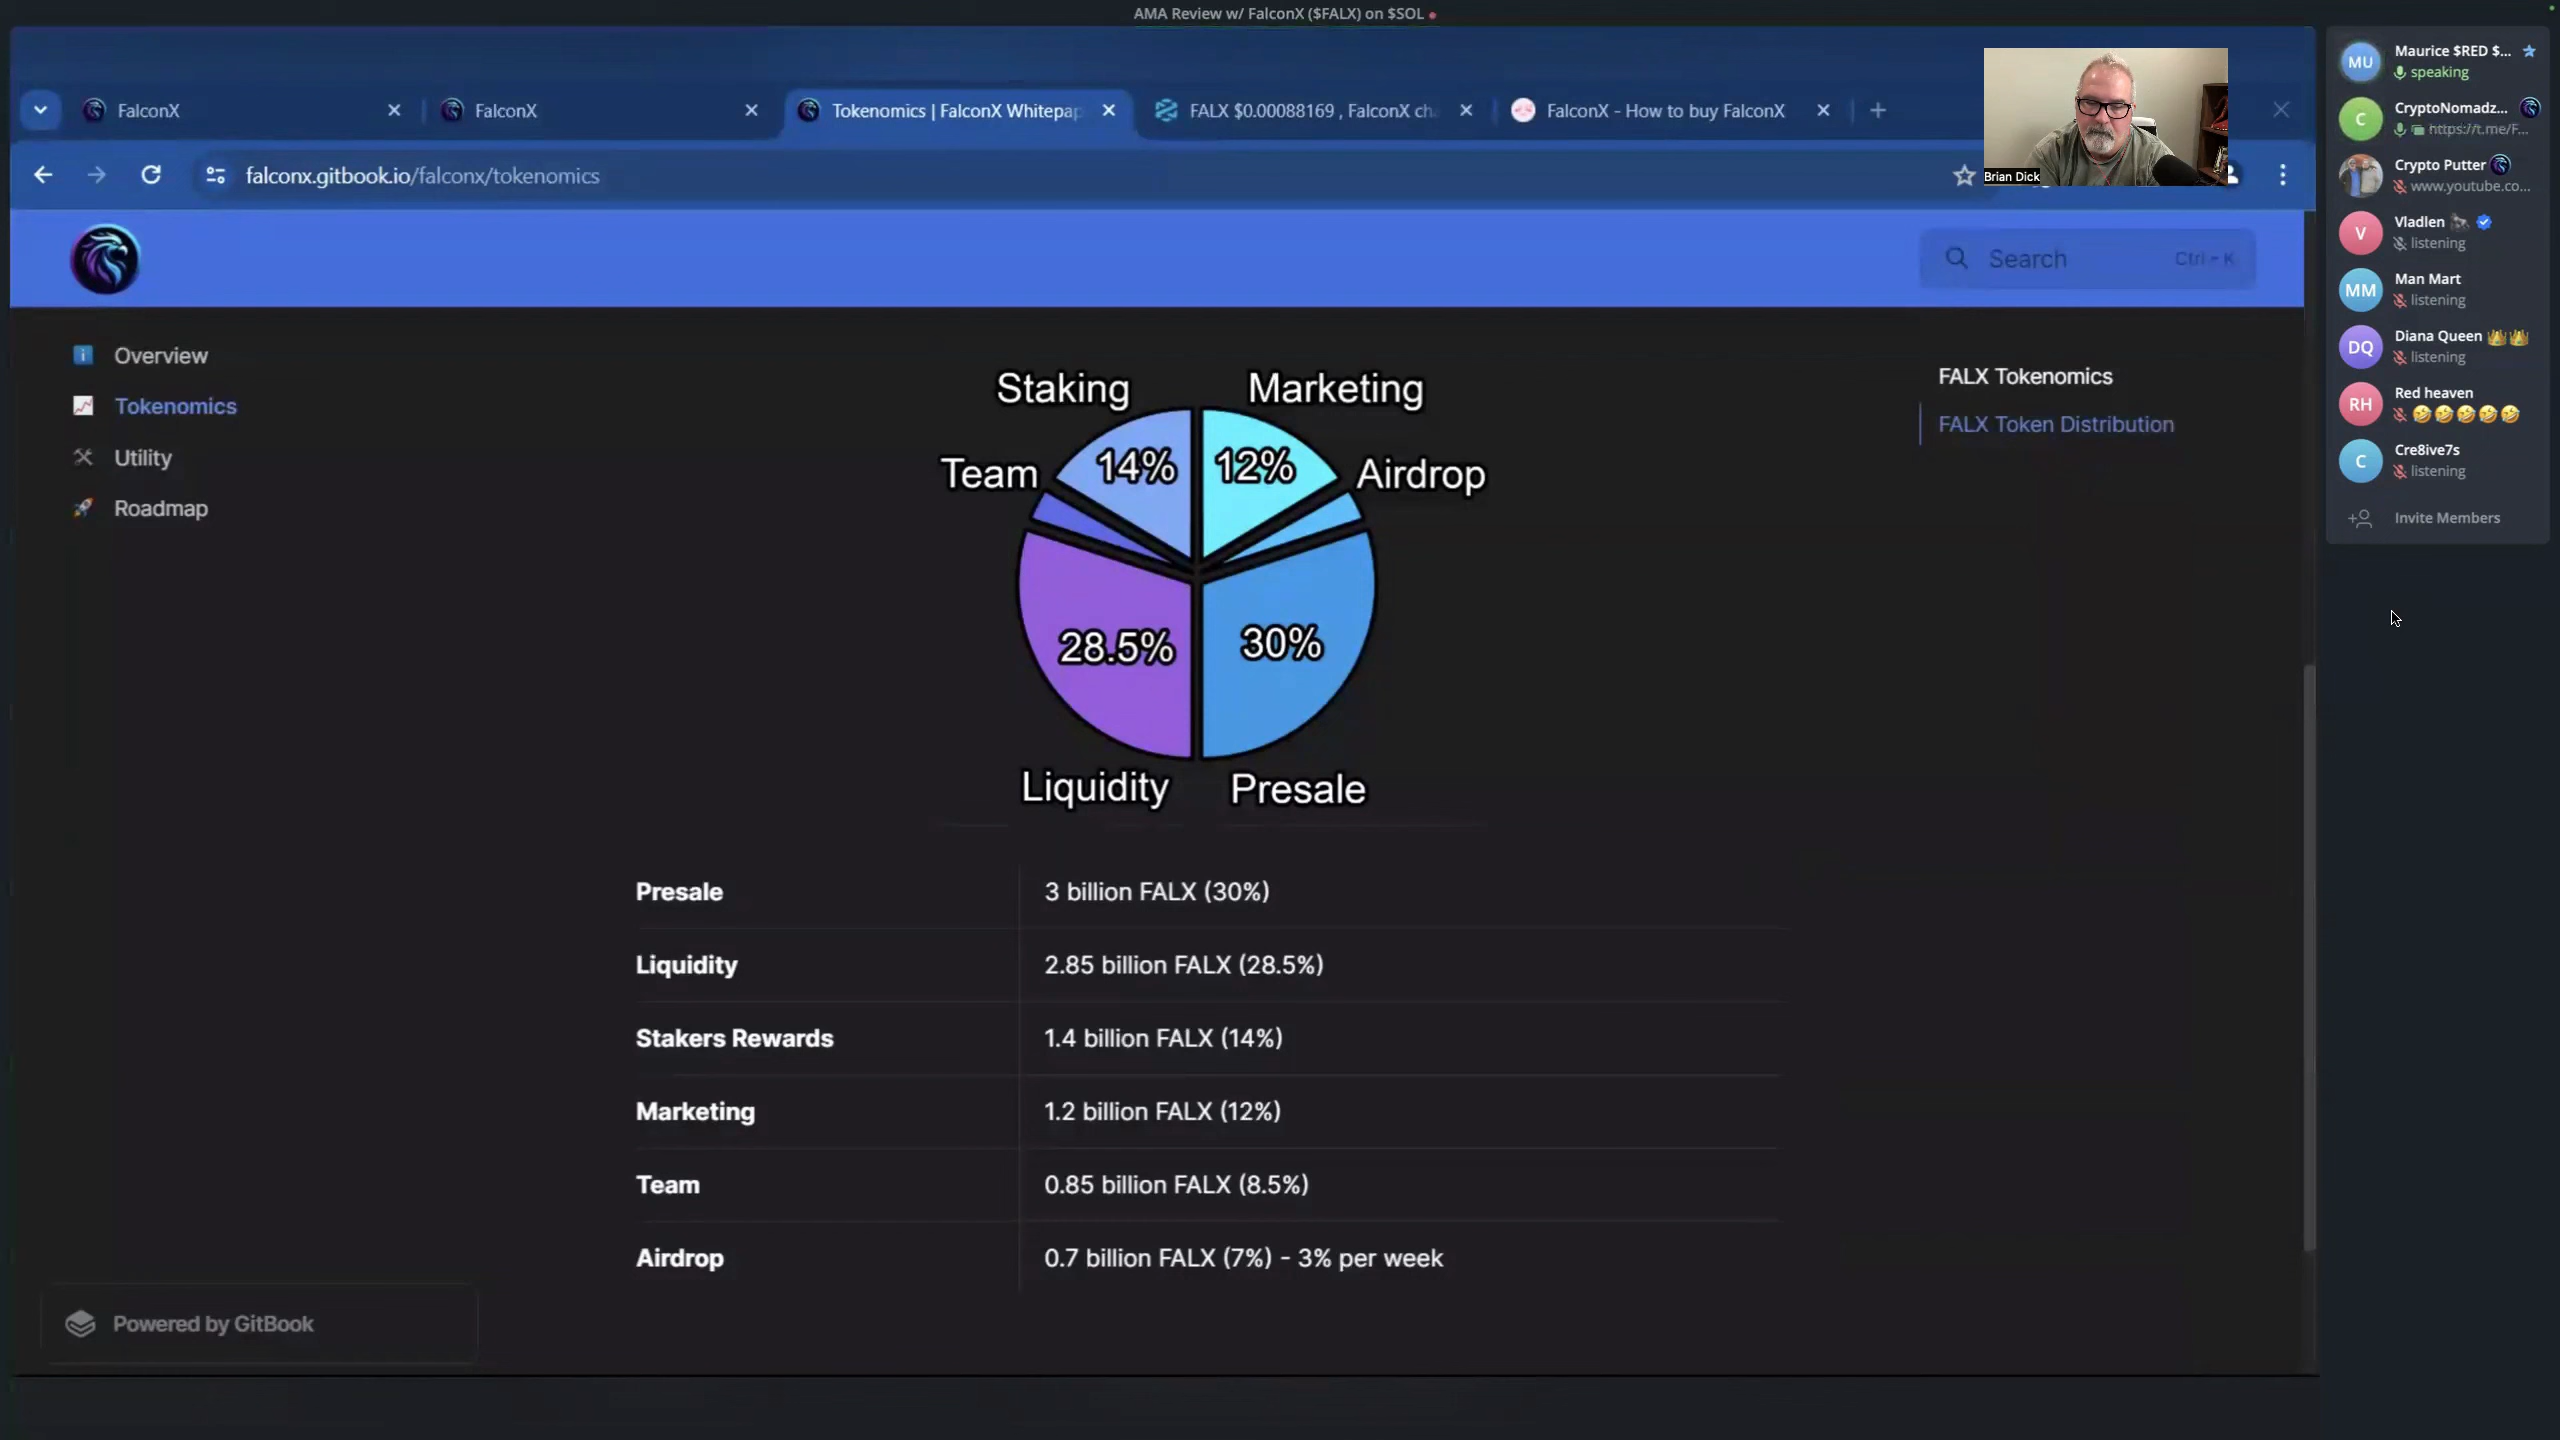 AMA Review w/ FalconX ($FALX) on $SOL
FalconX
FalconX
Tokenomics | FalconX Whitepap
FALX $0.00088169 , FalconX ch
FalconX - How to buy FalconX
falconx.gitbook.io/falconx/tokenomics
Brian Dick
Search
Ctrl + K
Overview
Tokenomics
Utility
Roadmap
Staking
Marketing
Team
14%
12%
Airdrop
28.5%
30%
Liquidity
Presale
FALX Tokenomics
FALX Token Distribution
Presale 3 billion FALX (30%)
Liquidity 2.85 billion FALX (28.5%)
Stakers Rewards 1.4 billion FALX (14%)
Marketing 1.2 billion FALX (12%)
Team 0.85 billion FALX (8.5%)
Airdrop 0.7 billion FALX (7%) - 3% per week
Powered by GitBook
MU
Maurice $RED $...
speaking
C
CryptoNomadz...
https://t.me/F...
Crypto Putter
www.youtube.co...
V
Vladlen
listening
MM
Man Mart
listening
DQ
Diana Queen 👑👑
listening
RH
Red heaven
🤣🤣🤣🤣🤣
C
Cre8ive7s
listening
Invite Members